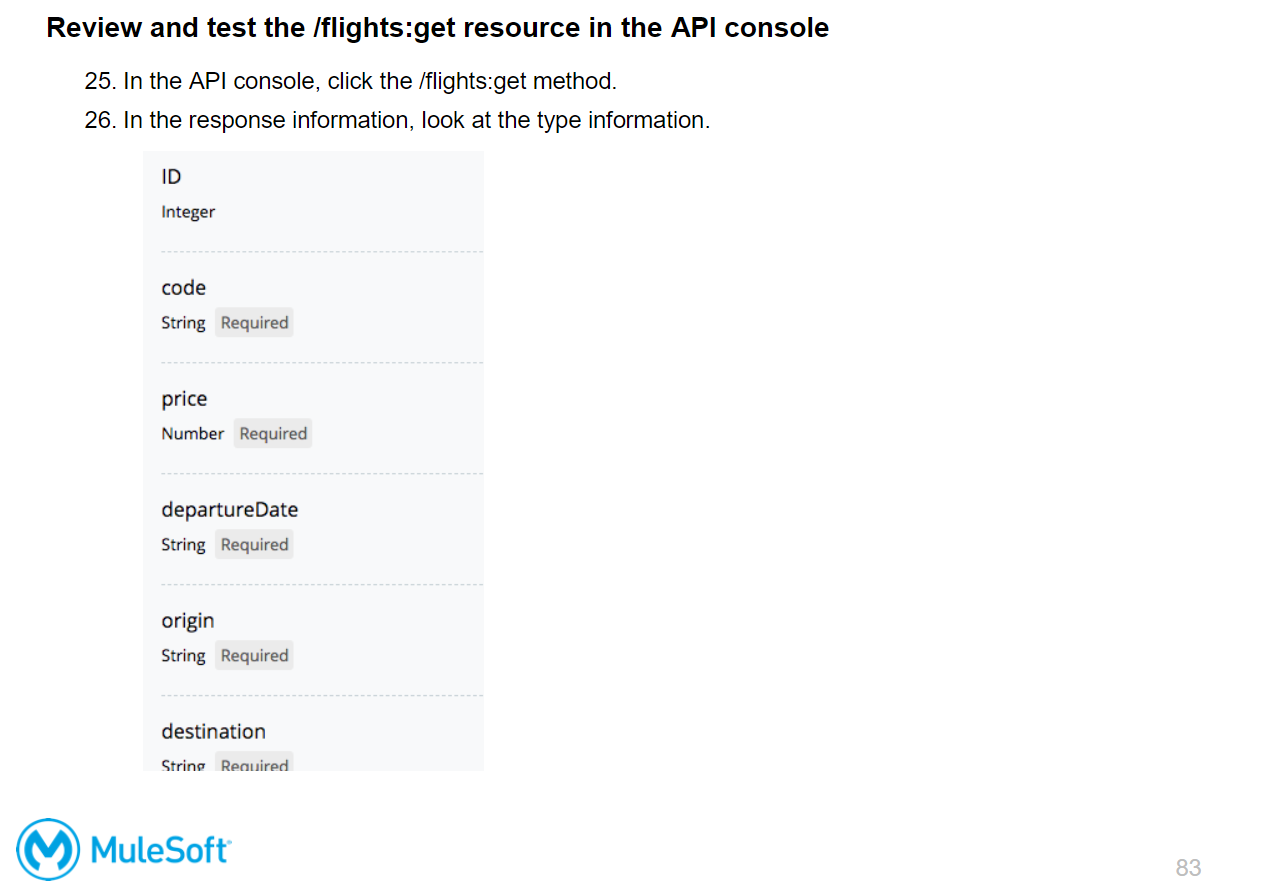 Review and test the /flights:get resource in the API console
25. In the API console, click the /flights:get method.
26. In the response information, look at the type information.
ID
Integer
code
String Required
price
Number Required
departureDate
String Required
origin
String Required
destination
String Required
MuleSoft
83